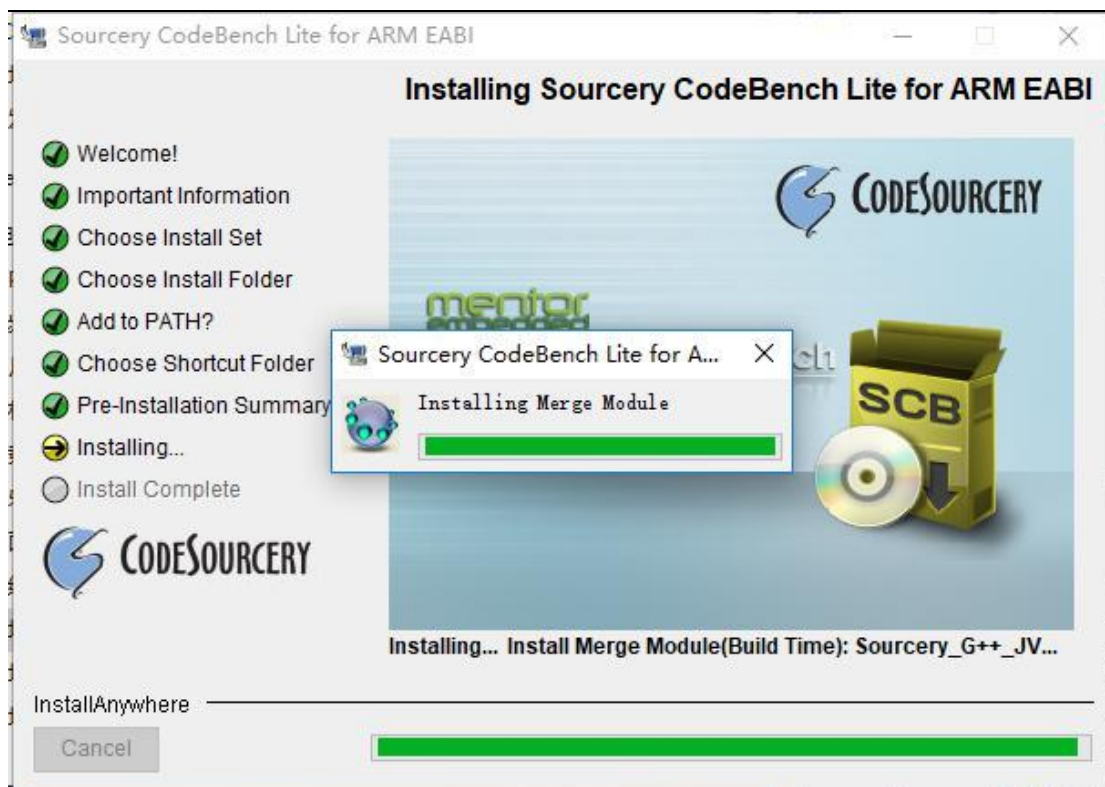 Sourcery CodeBench Lite for ARM EABI
Installing Sourcery CodeBench Lite for ARM EABI
Welcome!
Important Information
Choose Install Set
Choose Install Folder
Add to PATH?
Choose Shortcut Folder
Pre-Installation Summary
Installing...
Install Complete
CODESOURCERY
CODESOURCERY
mentor
embedded
SCB
Sourcery CodeBench Lite for A...
Installing Merge Module
Installing... Install Merge Module(Build Time): Sourcery_G++_JV...
InstallAnywhere
Cancel